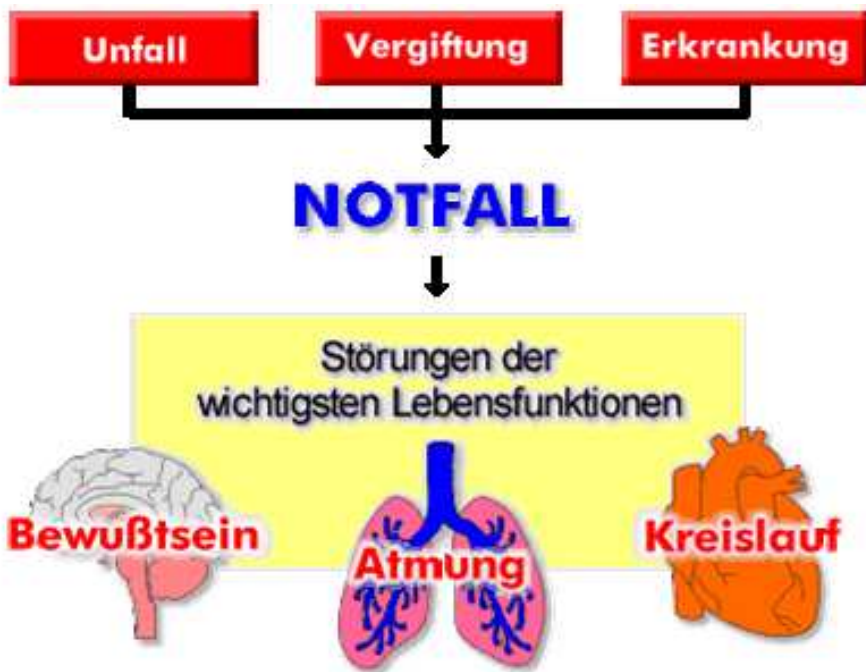 Unfall
Vergiftung
Erkrankung
NOTFALL
Störungen der
wichtigsten Lebensfunktionen
Bewußtsein
Atmung
Kreislauf